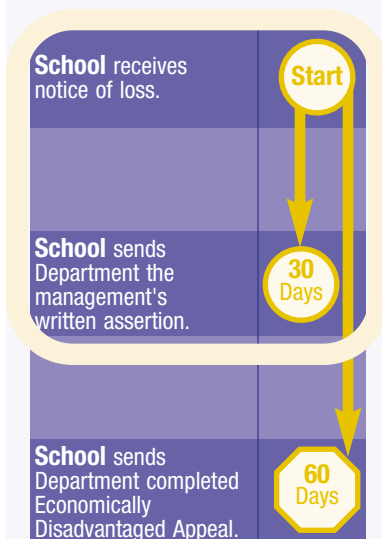 School receives
notice of loss.
Start
School sends
Department the
management's
written assertion.
30
Days
School sends
Department completed
Economically
Disadvantaged Appeal.
60
Days